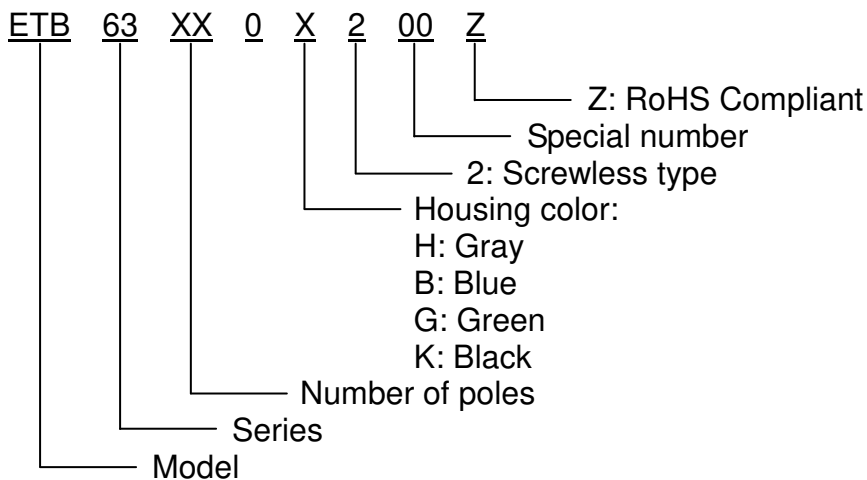 ETB 63 XX 0 X 2 00 Z
Z: RoHS Compliant
Special number
2: Screwless type
Housing color:
H: Gray
B: Blue
G: Green
K: Black
Number of poles
Series
Model